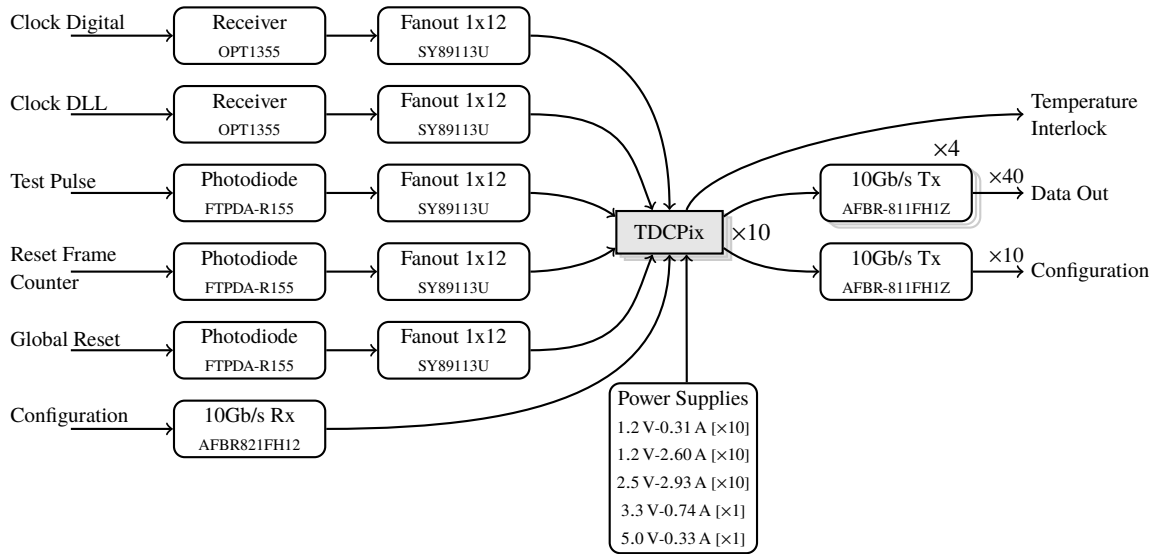 Clock Digital
Receiver
OPT1355
Fanout 1x12
SY89113U
Clock DLL
Receiver
OPT1355
Fanout 1x12
SY89113U
Test Pulse
Photodiode
FTPDA-R155
Fanout 1x12
SY89113U
Reset Frame
Counter
Photodiode
FTPDA-R155
Fanout 1x12
SY89113U
Global Reset
Photodiode
FTPDA-R155
Fanout 1x12
SY89113U
Configuration
10Gb/s Rx
AFBR821FH12
TDCPix
×10
Power Supplies
1.2 V-0.31 A [×10]
1.2 V-2.60 A [×10]
2.5 V-2.93 A [×10]
3.3 V-0.74 A [×1]
5.0 V-0.33 A [×1]
Temperature
Interlock
×4
10Gb/s Tx
AFBR-811FH1Z
×40
Data Out
10Gb/s Tx
AFBR-811FH1Z
×10
Configuration